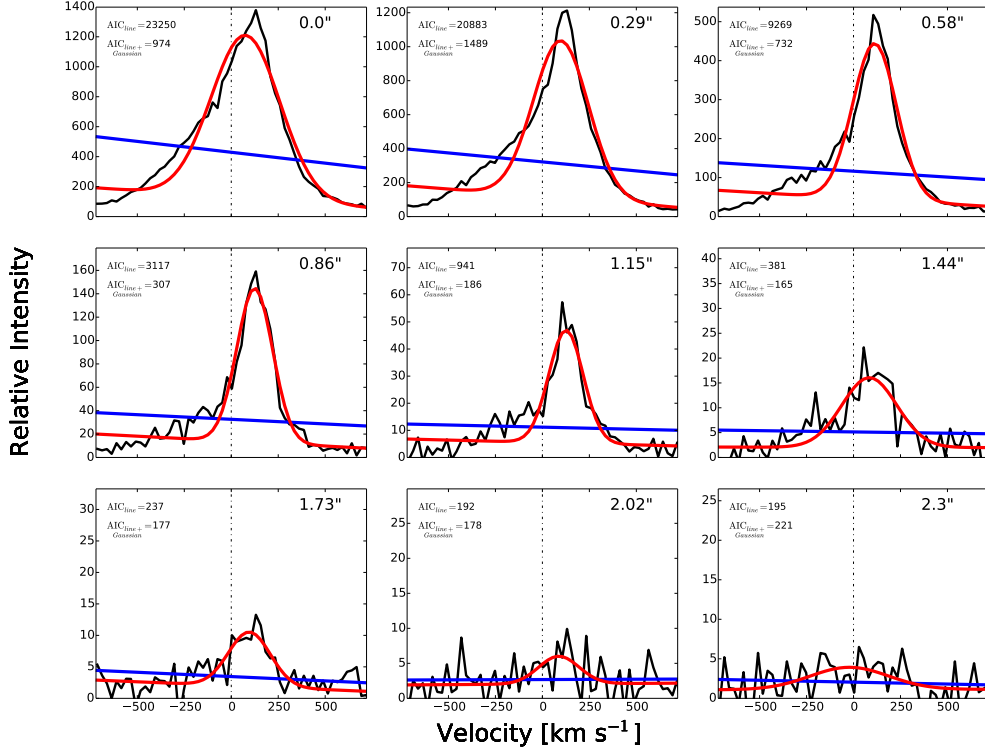 1400
1200
1000
800
600
400
200
0
AIC_line=23250
AIC_line+=974
Gaussian
0.0"
1200
1000
800
600
400
200
0
AIC_line=20883
AIC_line+=1489
Gaussian
0.29"
500
400
300
200
100
0
AIC_line=9269
AIC_line+=732
Gaussian
0.58"
Relative Intensity
160
140
120
100
80
60
40
20
0
AIC_line=3117
AIC_line+=307
Gaussian
0.86"
70
60
50
40
30
20
10
0
AIC_line=941
AIC_line+=186
Gaussian
1.15"
40
35
30
25
20
15
10
5
0
AIC_line=381
AIC_line+=165
Gaussian
1.44"
30
25
20
15
10
5
0
AIC_line=237
AIC_line+=177
Gaussian
1.73"
25
20
15
10
5
0
AIC_line=192
AIC_line+=178
Gaussian
2.02"
25
20
15
10
5
0
AIC_line=195
AIC_line+=221
Gaussian
2.3"
−500 −250 0 250 500
−500 −250 0 250 500
−500 −250 0 250 500
Velocity [km s⁻¹]